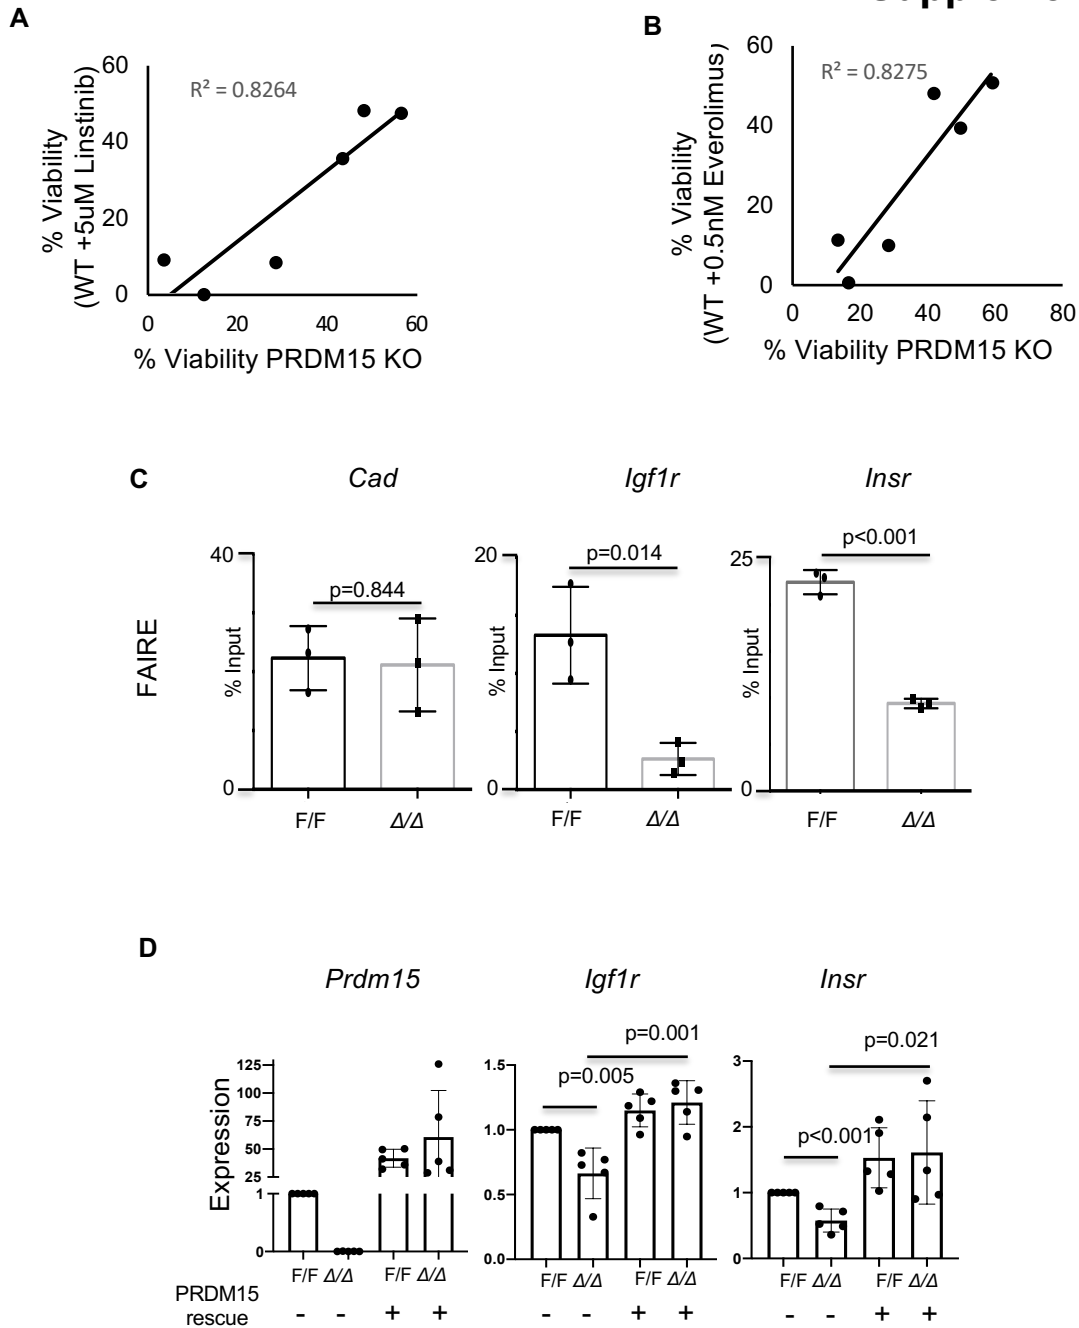 A
B
60
40
20
0
0
20
40
60
R² = 0.8264
% Viability
(WT +5uM Linstinib)
% Viability PRDM15 KO
60
40
20
0
0
20
40
60
80
R² = 0.8275
% Viability
(WT +0.5nM Everolimus)
% Viability PRDM15 KO
C
Cad
Igf1r
Insr
FAIRE
40
0
% Input
p=0.844
F/F
Δ/Δ
20
0
% Input
p=0.014
F/F
Δ/Δ
25
0
% Input
p<0.001
F/F
Δ/Δ
D
Prdm15
Igf1r
Insr
Expression
125
100
75
50
25
1
0
F/F Δ/Δ F/F Δ/Δ
1.5
1.0
0.5
0.0
p=0.005
p=0.001
F/F Δ/Δ F/F Δ/Δ
3
2
1
0
p<0.001
p=0.021
F/F Δ/Δ F/F Δ/Δ
PRDM15
rescue
- - + + - - + + - - + +